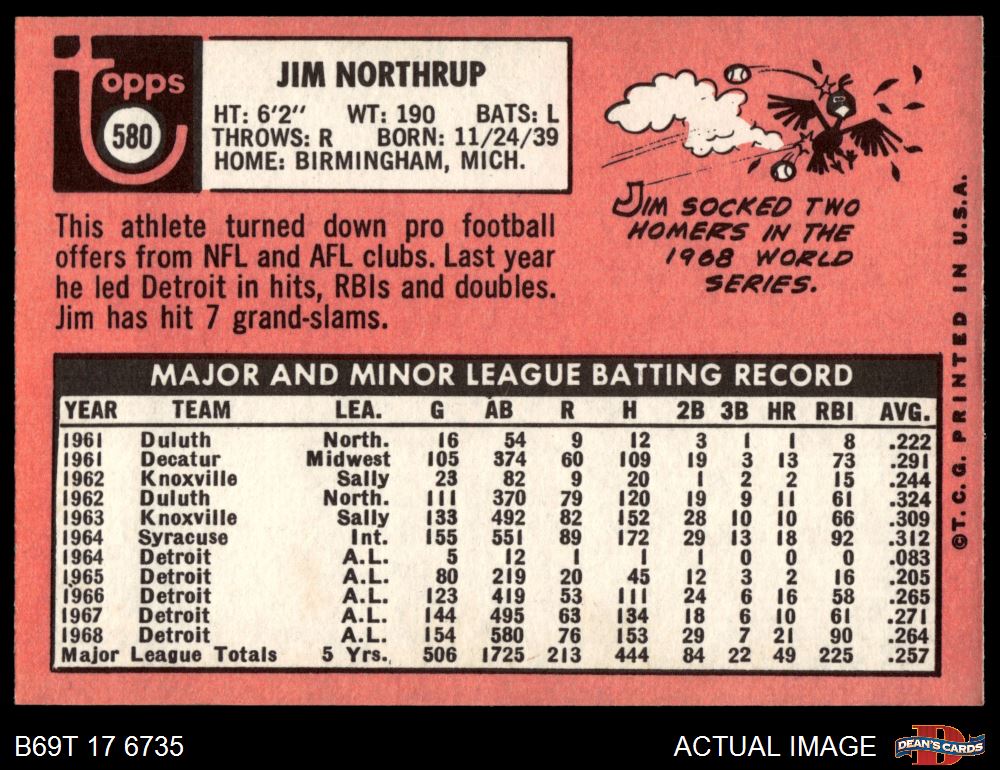 topps
580
JIM NORTHRUP
HT: 6'2" WT: 190 BATS: L
THROWS: R BORN: 11/24/39
HOME: BIRMINGHAM, MICH.
This athlete turned down pro football
offers from NFL and AFL clubs. Last year
he led Detroit in hits, RBIs and doubles.
Jim has hit 7 grand-slams.
JIM SOCKED TWO
HOMERS IN THE
1968 WORLD
SERIES.
©T.C.G. PRINTED IN U.S.A.
MAJOR AND MINOR LEAGUE BATTING RECORD
YEAR TEAM LEA. G AB R H 2B 3B HR RBI AVG.
1961 Duluth North. 16 54 9 12 3 1 1 8 .222
1961 Decatur Midwest 105 374 60 109 19 3 13 73 .291
1962 Knoxville Sally 23 82 9 20 1 2 2 15 .244
1962 Duluth North. 111 370 79 120 19 9 11 61 .324
1963 Knoxville Sally 133 492 82 152 28 10 10 66 .309
1964 Syracuse Int. 155 551 89 172 29 13 18 92 .312
1964 Detroit A.L. 5 12 1 1 1 0 0 0 .083
1965 Detroit A.L. 80 219 20 45 12 3 2 16 .205
1966 Detroit A.L. 123 419 53 111 24 6 16 58 .265
1967 Detroit A.L. 144 495 63 134 18 6 10 61 .271
1968 Detroit A.L. 154 580 76 153 29 7 21 90 .264
Major League Totals 5 Yrs. 506 1725 213 444 84 22 49 225 .257
B69T 17 6735
ACTUAL IMAGE
D
DEAN'S CARDS
.COM